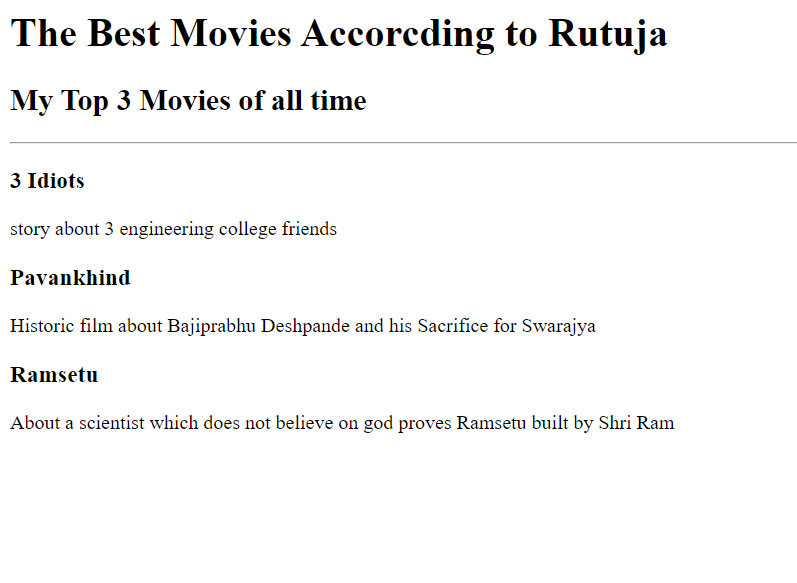 The Best Movies Accorcding to Rutuja
My Top 3 Movies of all time
3 Idiots
story about 3 engineering college friends
Pavankhind
Historic film about Bajiprabhu Deshpande and his Sacrifice for Swarajya
Ramsetu
About a scientist which does not believe on god proves Ramsetu built by Shri Ram